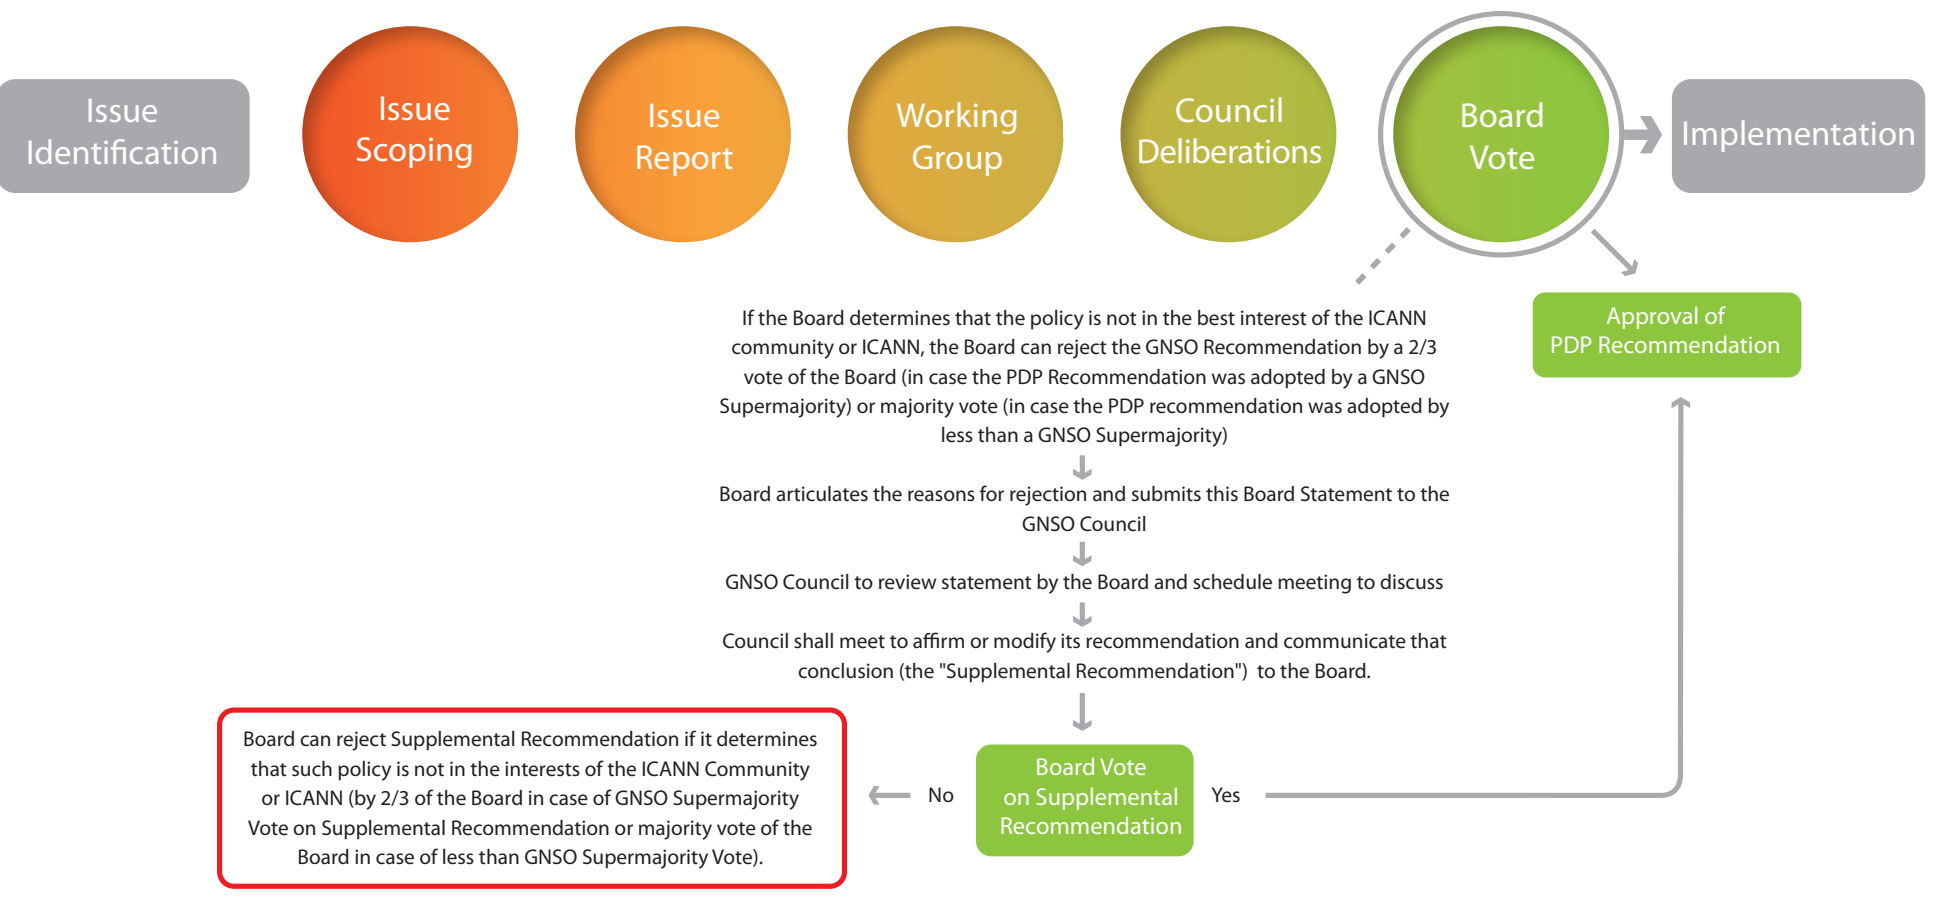 Issue
Identification
Issue
Scoping
Issue
Report
Working
Group
Council
Deliberations
Board
Vote
Implementation
If the Board determines that the policy is not in the best interest of the ICANN
community or ICANN, the Board can reject the GNSO Recommendation by a 2/3
vote of the Board (in case the PDP Recommendation was adopted by a GNSO
Supermajority) or majority vote (in case the PDP recommendation was adopted by
less than a GNSO Supermajority)
Approval of
PDP Recommendation
Board articulates the reasons for rejection and submits this Board Statement to the
GNSO Council
GNSO Council to review statement by the Board and schedule meeting to discuss
Council shall meet to affirm or modify its recommendation and communicate that
conclusion (the "Supplemental Recommendation") to the Board.
Board can reject Supplemental Recommendation if it determines
that such policy is not in the interests of the ICANN Community
or ICANN (by 2/3 of the Board in case of GNSO Supermajority
Vote on Supplemental Recommendation or majority vote of the
Board in case of less than GNSO Supermajority Vote).
No
Board Vote
on Supplemental
Recommendation
Yes